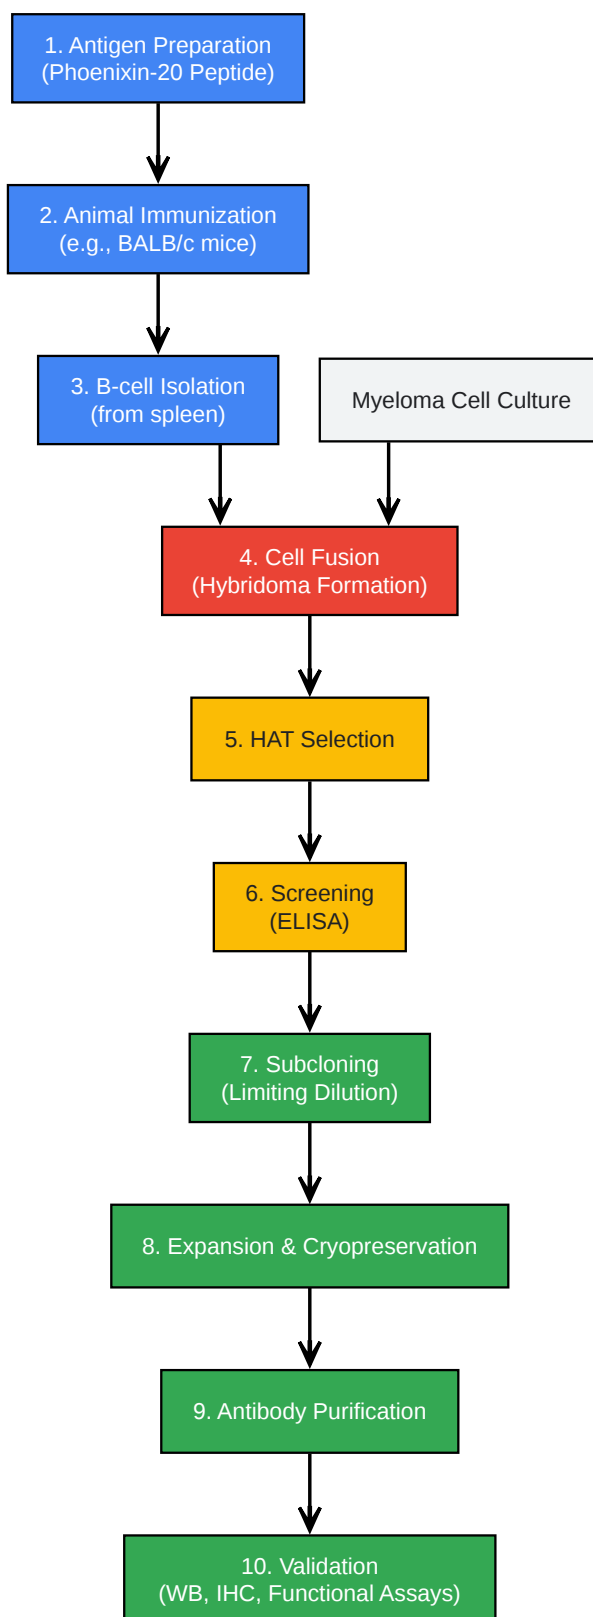 1. Antigen Preparation
(Phoenixin-20 Peptide)
2. Animal Immunization
(e.g., BALB/c mice)
3. B-cell Isolation
(from spleen)
Myeloma Cell Culture
4. Cell Fusion
(Hybridoma Formation)
5. HAT Selection
6. Screening
(ELISA)
7. Subcloning
(Limiting Dilution)
8. Expansion & Cryopreservation
9. Antibody Purification
10. Validation
(WB, IHC, Functional Assays)